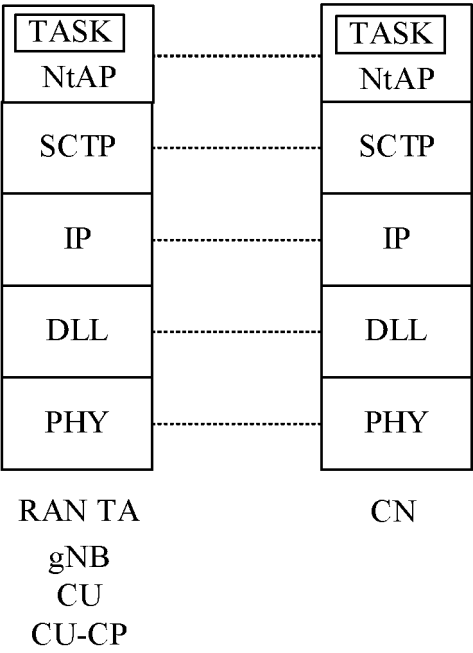 TASK
NtAP
SCTP
IP
DLL
PHY
RAN TA
gNB
CU
CU-CP
TASK
NtAP
SCTP
IP
DLL
PHY
CN